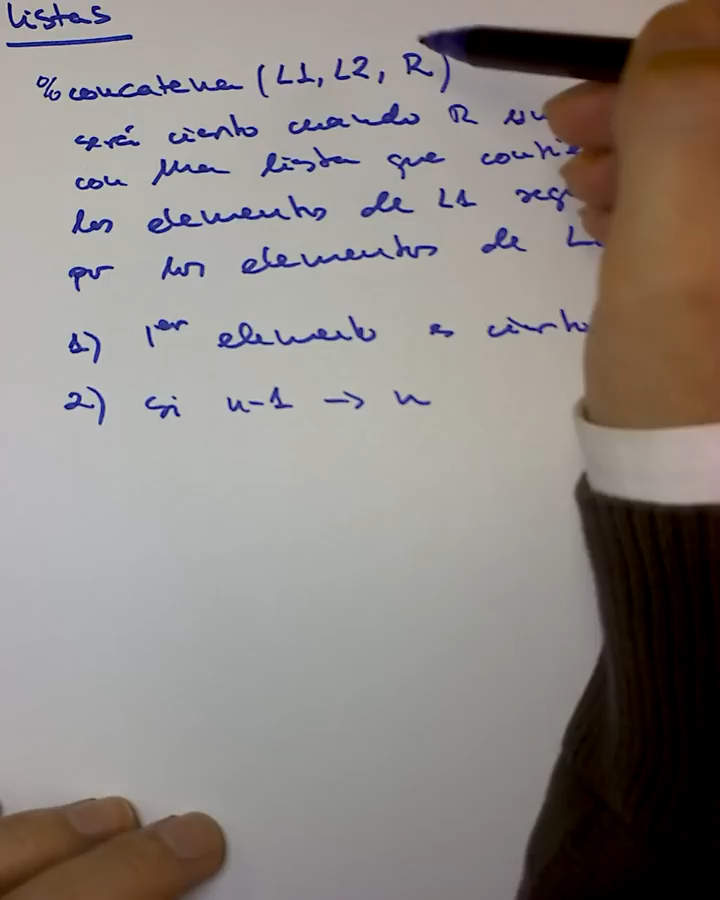 Listas
% concatena (L1, L2, R)
será cierto cuando R
con una lista que
los elementos de L1
por los elementos de
1) 1er elemento es cierto
2) si n-1 → n